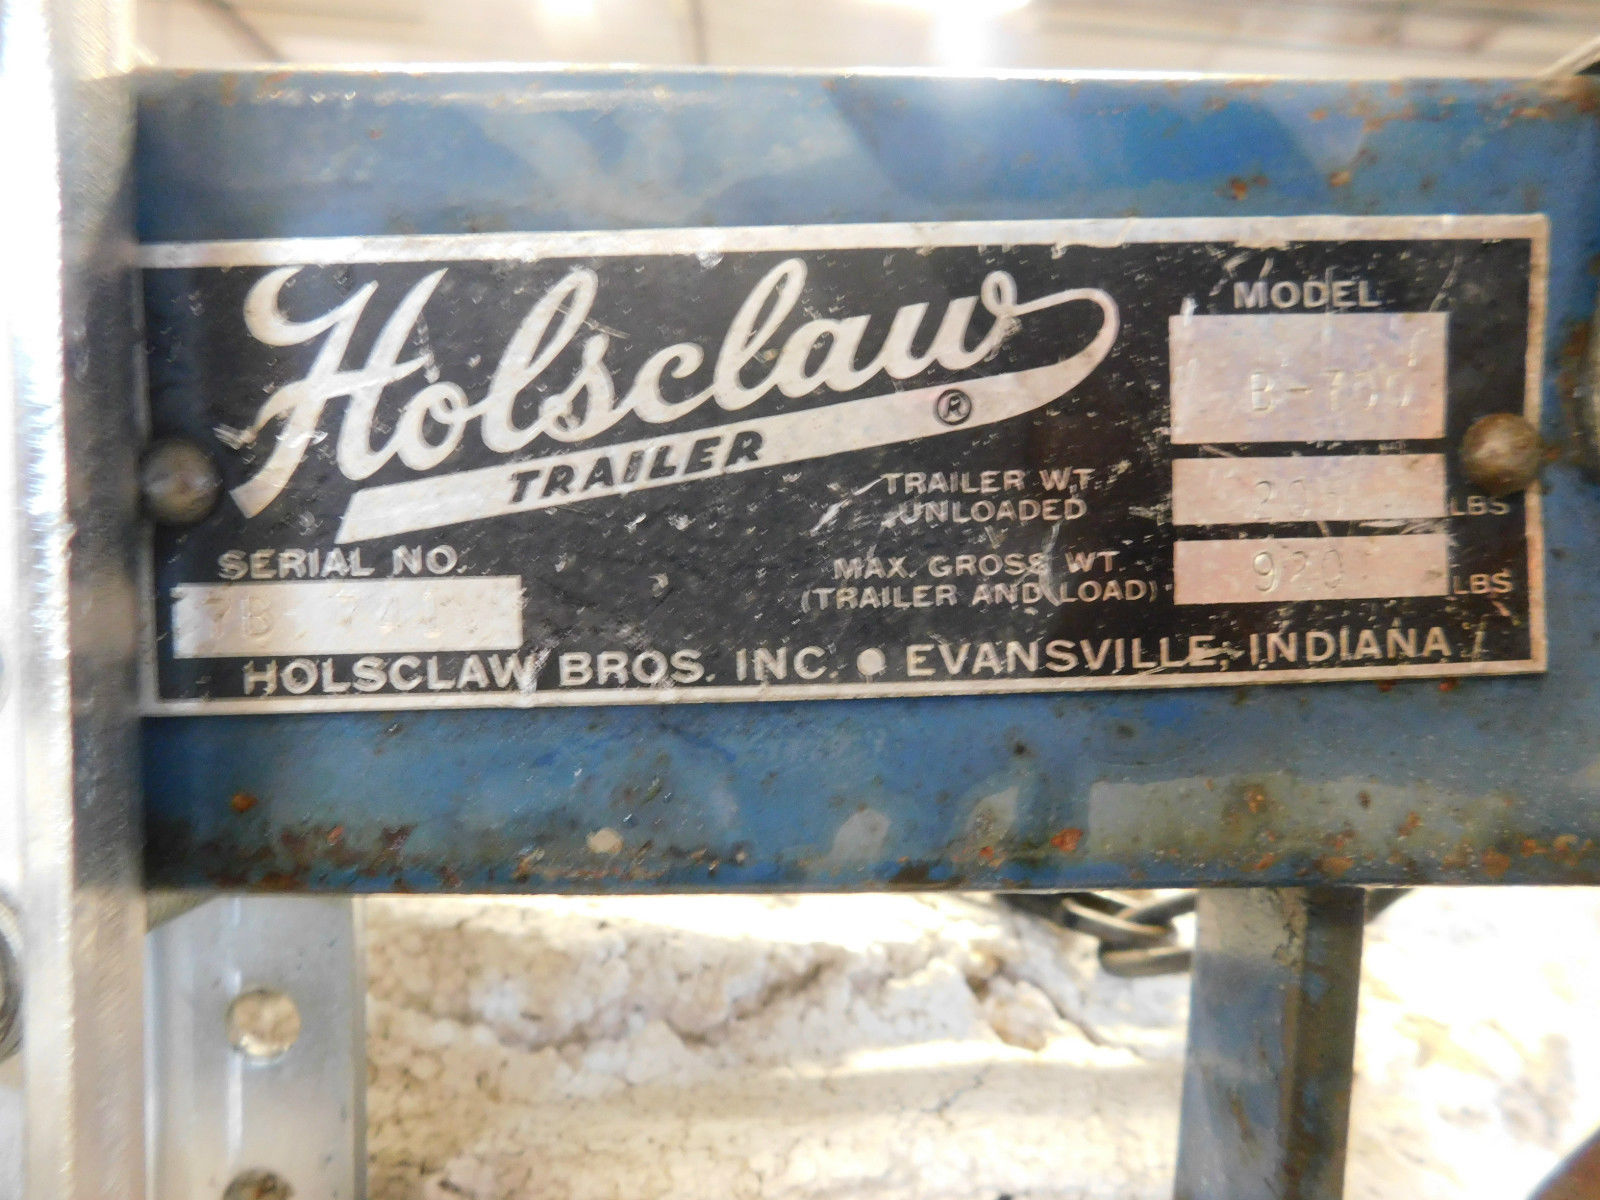 Holsclaw
TRAILER ®
MODEL
B-700
TRAILER WT.
UNLOADED
LBS
SERIAL NO.
MAX. GROSS WT.
(TRAILER AND LOAD)
920 LBS
HOLSCLAW BROS. INC. ● EVANSVILLE, INDIANA